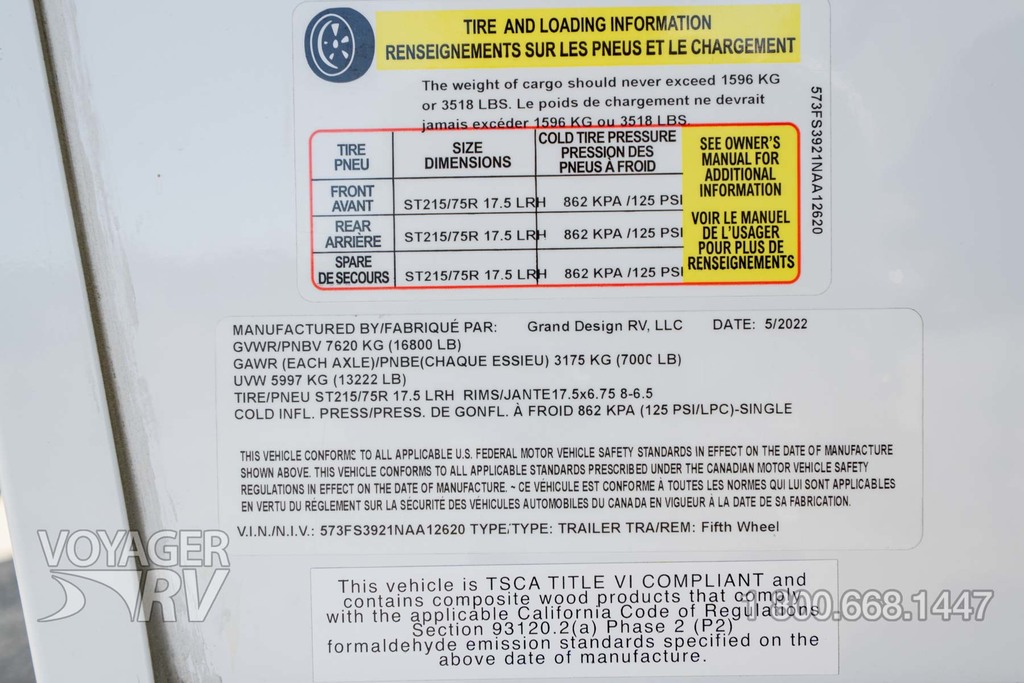 TIRE AND LOADING INFORMATION
RENSEIGNEMENTS SUR LES PNEUS ET LE CHARGEMENT
The weight of cargo should never exceed 1596 KG
or 3518 LBS. Le poids de chargement ne devrait
jamais excéder 1596 KG ou 3518 LBS.
573FS3921NAA12620
TIRE
PNEU
SIZE
DIMENSIONS
COLD TIRE PRESSURE
PRESSION DES
PNEUS À FROID
FRONT
AVANT
ST215/75R 17.5 LRH
862 KPA /125 PSI
REAR
ARRIÈRE
ST215/75R 17.5 LRH
862 KPA /125 PSI
SPARE
DE SECOURS
ST215/75R 17.5 LRH
862 KPA /125 PSI
SEE OWNER'S
MANUAL FOR
ADDITIONAL
INFORMATION
VOIR LE MANUEL
DE L'USAGER
POUR PLUS DE
RENSEIGNEMENTS
MANUFACTURED BY/FABRIQUÉ PAR: Grand Design RV, LLC DATE: 5/2022
GVWR/PNBV 7620 KG (16800 LB)
GAWR (EACH AXLE)/PNBE(CHAQUE ESSIEU) 3175 KG (7000 LB)
UVW 5997 KG (13222 LB)
TIRE/PNEU ST215/75R 17.5 LRH RIMS/JANTE17.5x6.75 8-6.5
COLD INFL. PRESS/PRESS. DE GONFL. À FROID 862 KPA (125 PSI/LPC)-SINGLE
THIS VEHICLE CONFORMS TO ALL APPLICABLE U.S. FEDERAL MOTOR VEHICLE SAFETY STANDARDS IN EFFECT ON THE DATE OF MANUFACTURE
SHOWN ABOVE. THIS VEHICLE CONFORMS TO ALL APPLICABLE STANDARDS PRESCRIBED UNDER THE CANADIAN MOTOR VEHICLE SAFETY
REGULATIONS IN EFFECT ON THE DATE OF MANUFACTURE. ~ CE VÉHICULE EST CONFORME À TOUTES LES NORMES QUI LUI SONT APPLICABLES
EN VERTU DU RÉGLEMENT SUR LA SÉCURITÉ DES VÉHICULES AUTOMOBILES DU CANADA EN VIGUEUR À LA DATE DE SA FABRICATION.
V.I.N./N.I.V.: 573FS3921NAA12620 TYPE/TYPE: TRAILER TRA/REM: Fifth Wheel
This vehicle is TSCA TITLE VI COMPLIANT and
contains composite wood products that comply
with the applicable California Code of Regulations
Section 93120.2(a) Phase 2 (P2)
formaldehyde emission standards specified on the
above date of manufacture.
VOYAGER
RV
1-800.668.1447